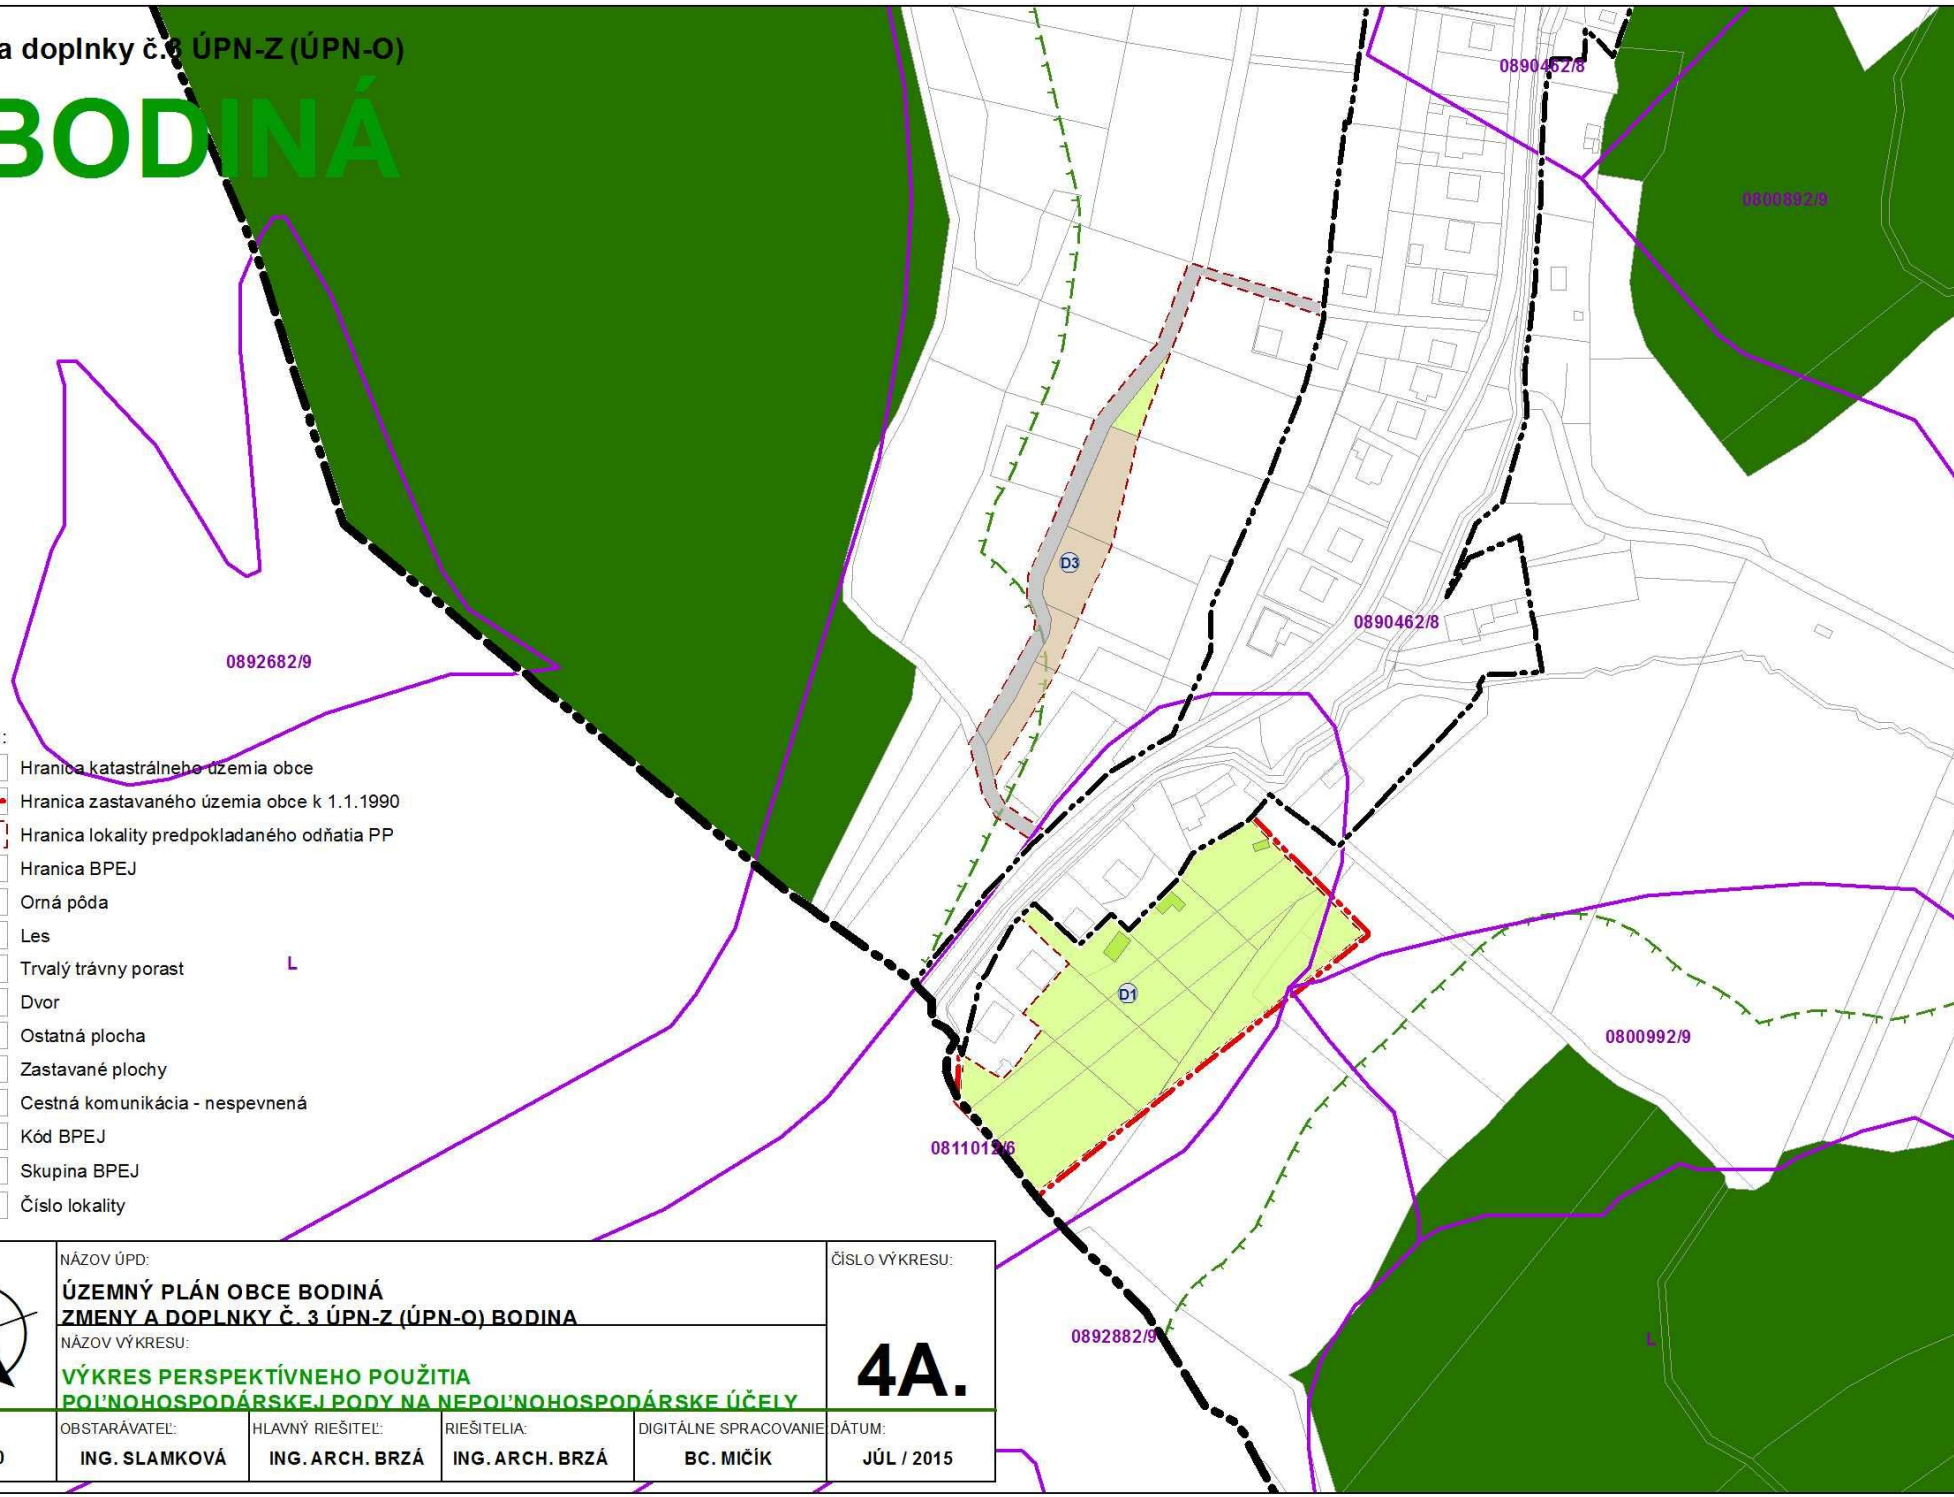 a doplnky č.3 ÚPN-Z (ÚPN-O)
BODINÁ
0890462/8
0800892/9
D3
0890462/8
0892682/9
:
Hranica katastrálneho územia obce
Hranica zastavaného územia obce k 1.1.1990
Hranica lokality predpokladaného odňatia PP
Hranica BPEJ
Orná pôda
Les
Trvalý trávny porast
L
Dvor
Ostatná plocha
Zastavané plochy
Cestná komunikácia - nespevnená
Kód BPEJ
Skupina BPEJ
Číslo lokality
D1
0800992/9
0811012/6
0892882/9
L
NÁZOV ÚPD:
ÚZEMNÝ PLÁN OBCE BODINÁ
ZMENY A DOPLNKY Č. 3 ÚPN-Z (ÚPN-O) BODINA
NÁZOV VÝKRESU:
VÝKRES PERSPEKTÍVNEHO POUŽITIA
POĽNOHOSPODÁRSKEJ PODY NA NEPOĽNOHOSPODÁRSKE ÚČELY
ČÍSLO VÝKRESU:
4A.
OBSTARÁVATEĽ:
ING. SLAMKOVÁ
HLAVNÝ RIEŠITEĽ:
ING. ARCH. BRZÁ
RIEŠITELIA:
ING. ARCH. BRZÁ
DIGITÁLNE SPRACOVANIE:
BC. MIČÍK
DÁTUM:
JÚL / 2015